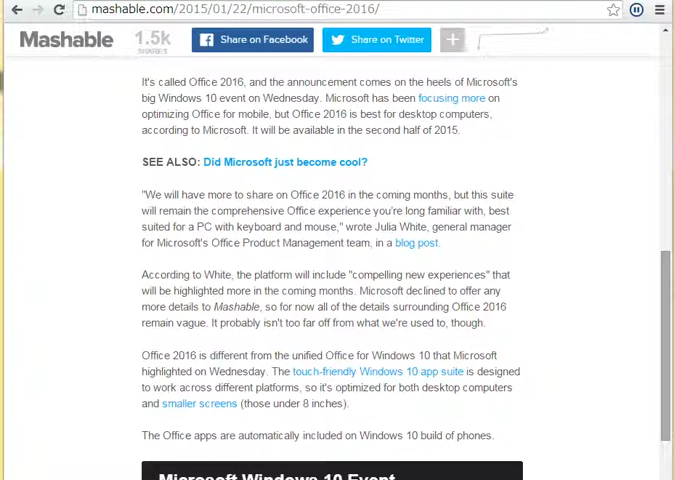 mashable.com/2015/01/22/microsoft-office-2016/
Mashable
1.5k
SHARES
Share on Facebook
Share on Twitter
It's called Office 2016, and the announcement comes on the heels of Microsoft's
big Windows 10 event on Wednesday. Microsoft has been focusing more on
optimizing Office for mobile, but Office 2016 is best for desktop computers,
according to Microsoft. It will be available in the second half of 2015.
SEE ALSO: Did Microsoft just become cool?
"We will have more to share on Office 2016 in the coming months, but this suite
will remain the comprehensive Office experience you're long familiar with, best
suited for a PC with keyboard and mouse," wrote Julia White, general manager
for Microsoft's Office Product Management team, in a blog post.
According to White, the platform will include "compelling new experiences" that
will be highlighted more in the coming months. Microsoft declined to offer any
more details to Mashable, so for now all of the details surrounding Office 2016
remain vague. It probably isn't too far off from what we're used to, though.
Office 2016 is different from the unified Office for Windows 10 that Microsoft
highlighted on Wednesday. The touch-friendly Windows 10 app suite is designed
to work across different platforms, so it's optimized for both desktop computers
and smaller screens (those under 8 inches).
The Office apps are automatically included on Windows 10 build of phones.
Microsoft Windows 10 Event